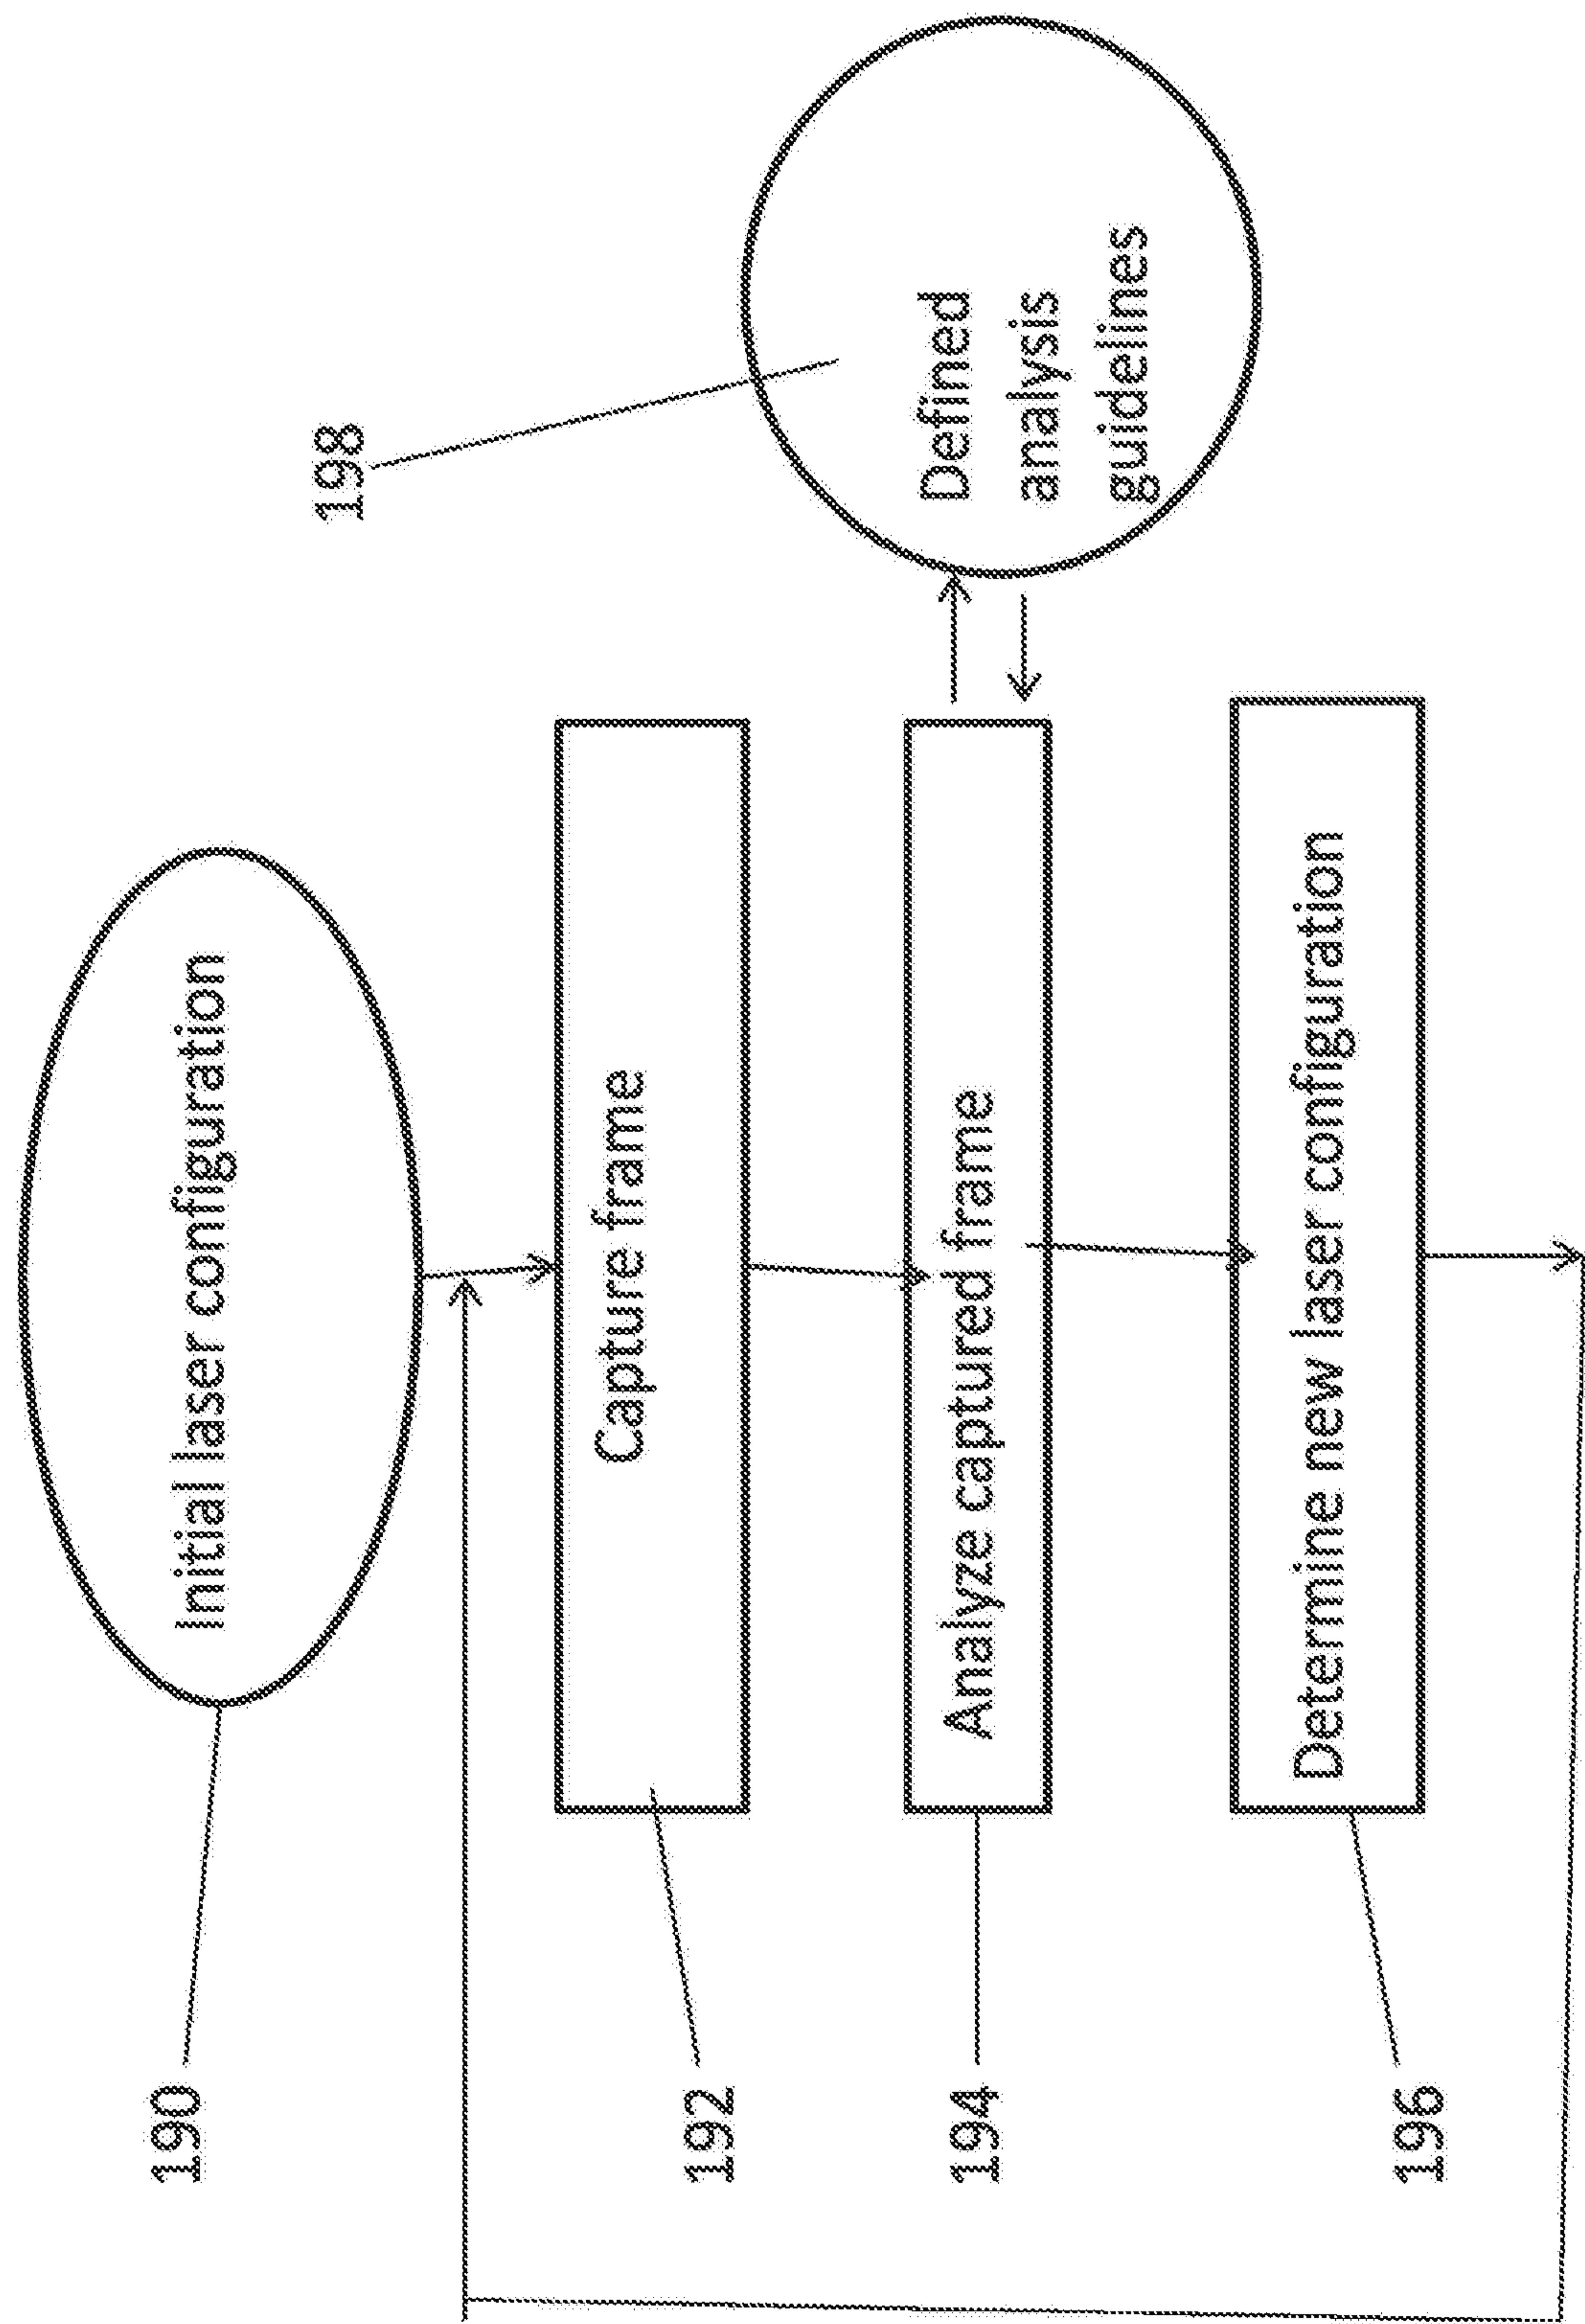 190
Initial laser configuration
198
192
Capture frame
194
Analyze captured frame
Defined
analysis
guidelines
196
Determine new laser configuration